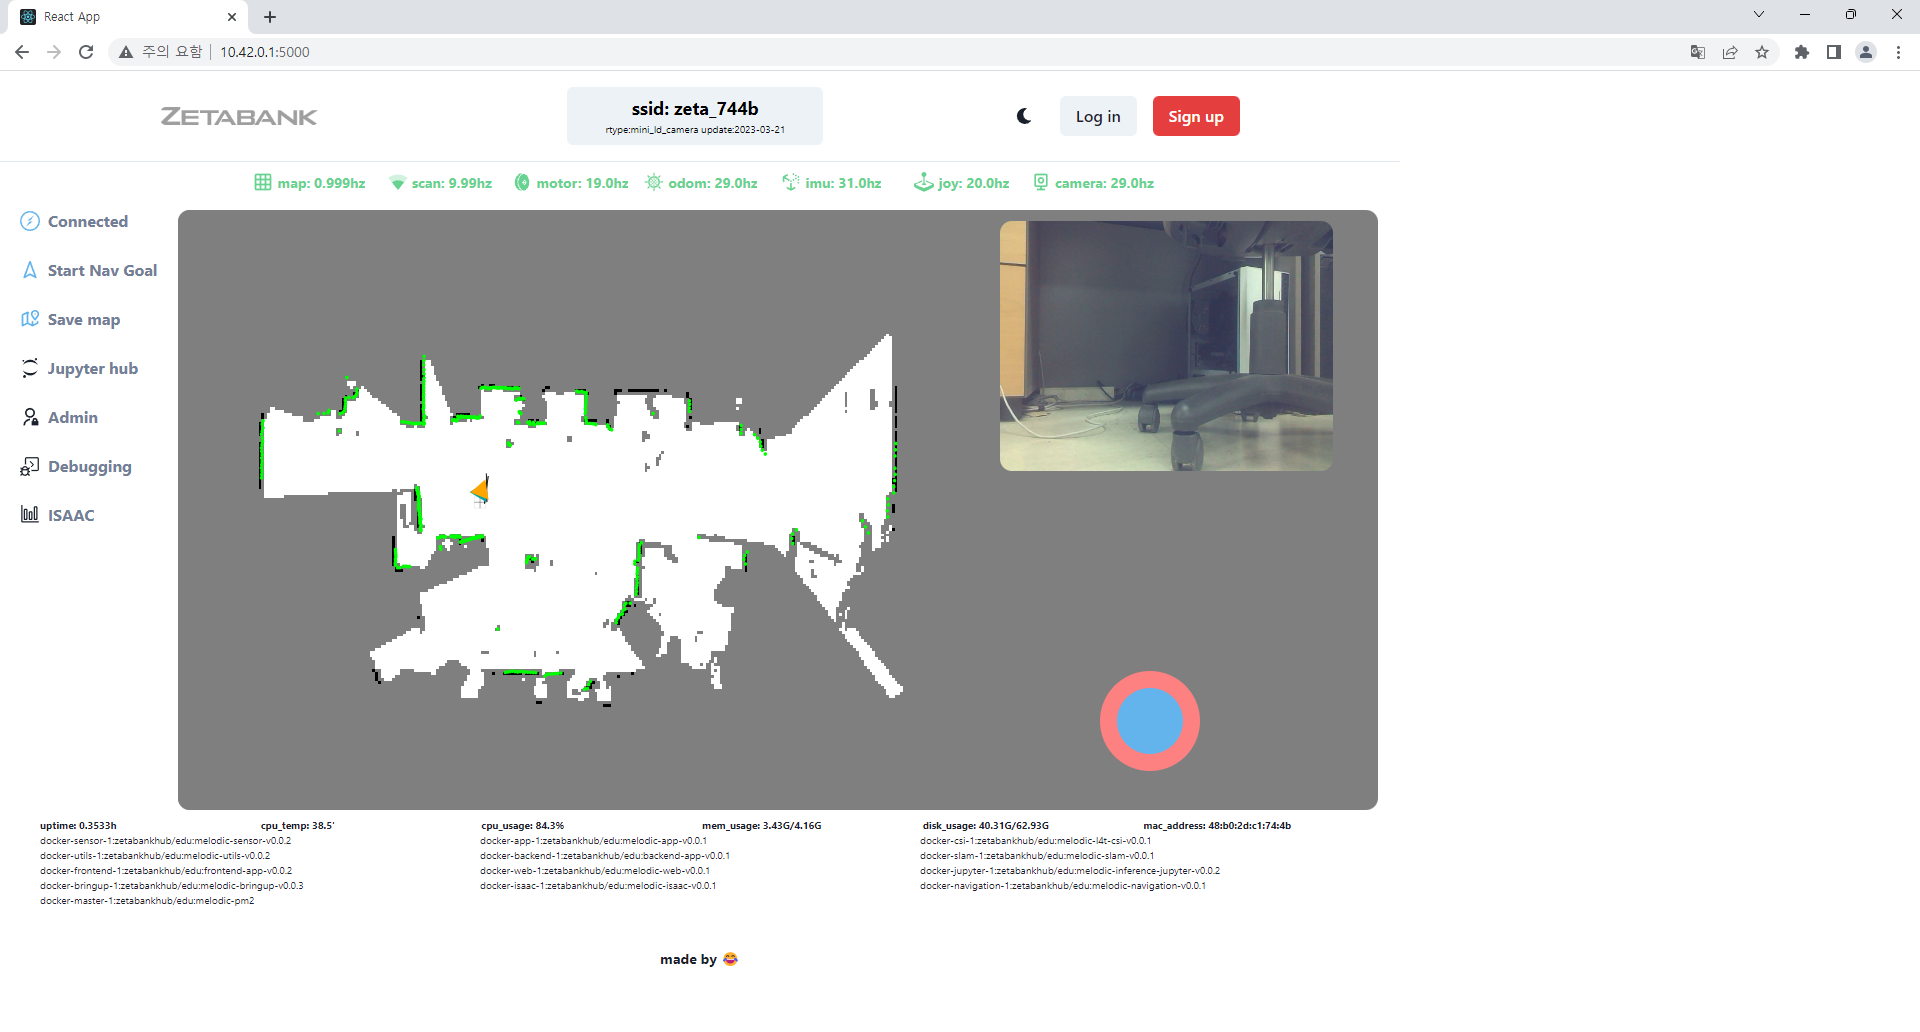 React App
주의 요함
10.42.0.1:5000
ZETABANK
ssid: zeta_744b
rtype:mini_ld_camera update:2023-03-21
Log in
Sign up
map: 0.999hz
scan: 9.99hz
motor: 19.0hz
odom: 29.0hz
imu: 31.0hz
joy: 20.0hz
camera: 29.0hz
Connected
Start Nav Goal
Save map
Jupyter hub
Admin
Debugging
ISAAC
uptime: 0.3533h
cpu_temp: 38.5'
cpu_usage: 84.3%
mem_usage: 3.43G/4.16G
disk_usage: 40.31G/62.93G
mac_address: 48:b0:2d:c1:74:4b
docker-sensor-1:zetabankhub/edu:melodic-sensor-v0.0.2
docker-app-1:zetabankhub/edu:melodic-app-v0.0.1
docker-csi-1:zetabankhub/edu:melodic-l4t-csi-v0.0.1
docker-utils-1:zetabankhub/edu:melodic-utils-v0.0.2
docker-backend-1:zetabankhub/edu:backend-app-v0.0.1
docker-slam-1:zetabankhub/edu:melodic-slam-v0.0.1
docker-frontend-1:zetabankhub/edu:frontend-app-v0.0.2
docker-web-1:zetabankhub/edu:melodic-web-v0.0.1
docker-jupyter-1:zetabankhub/edu:melodic-inference-jupyter-v0.0.2
docker-bringup-1:zetabankhub/edu:melodic-bringup-v0.0.3
docker-isaac-1:zetabankhub/edu:melodic-isaac-v0.0.1
docker-navigation-1:zetabankhub/edu:melodic-navigation-v0.0.1
docker-master-1:zetabankhub/edu:melodic-pm2
made by 😂